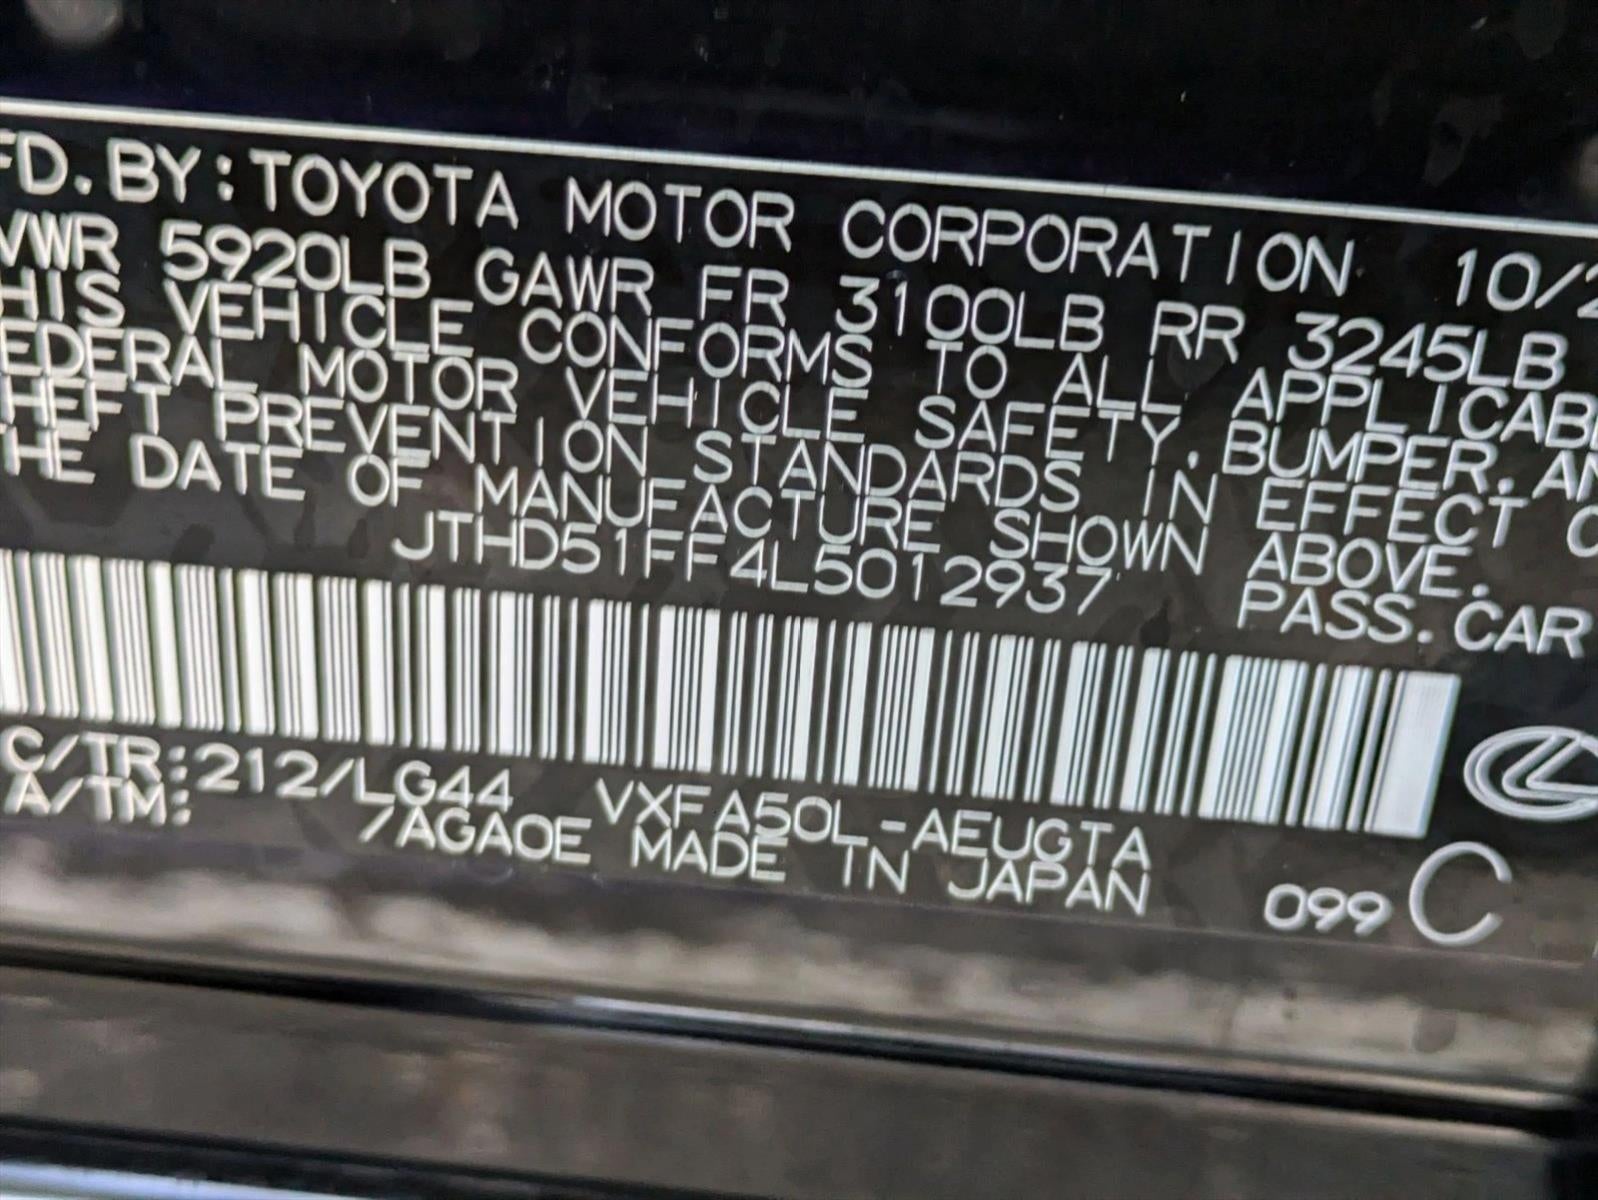 FD. BY: TOYOTA MOTOR CORPORATION 10/2
VWR 5920LB GAWR FR 3100LB RR 3245LB
HIS VEHICLE CONFORMS TO ALL APPLICAB
EDERAL MOTOR VEHICLE SAFETY, BUMPER, AN
HEFT PREVENTION STANDARDS IN EFFECT O
THE DATE OF MANUFACTURE SHOWN ABOVE.
JTHD51FF4L5012937 PASS. CAR
C/TR: 212/LG44 VXFA50L-AEUGTA
A/TM: /AGA0E MADE IN JAPAN 099 C